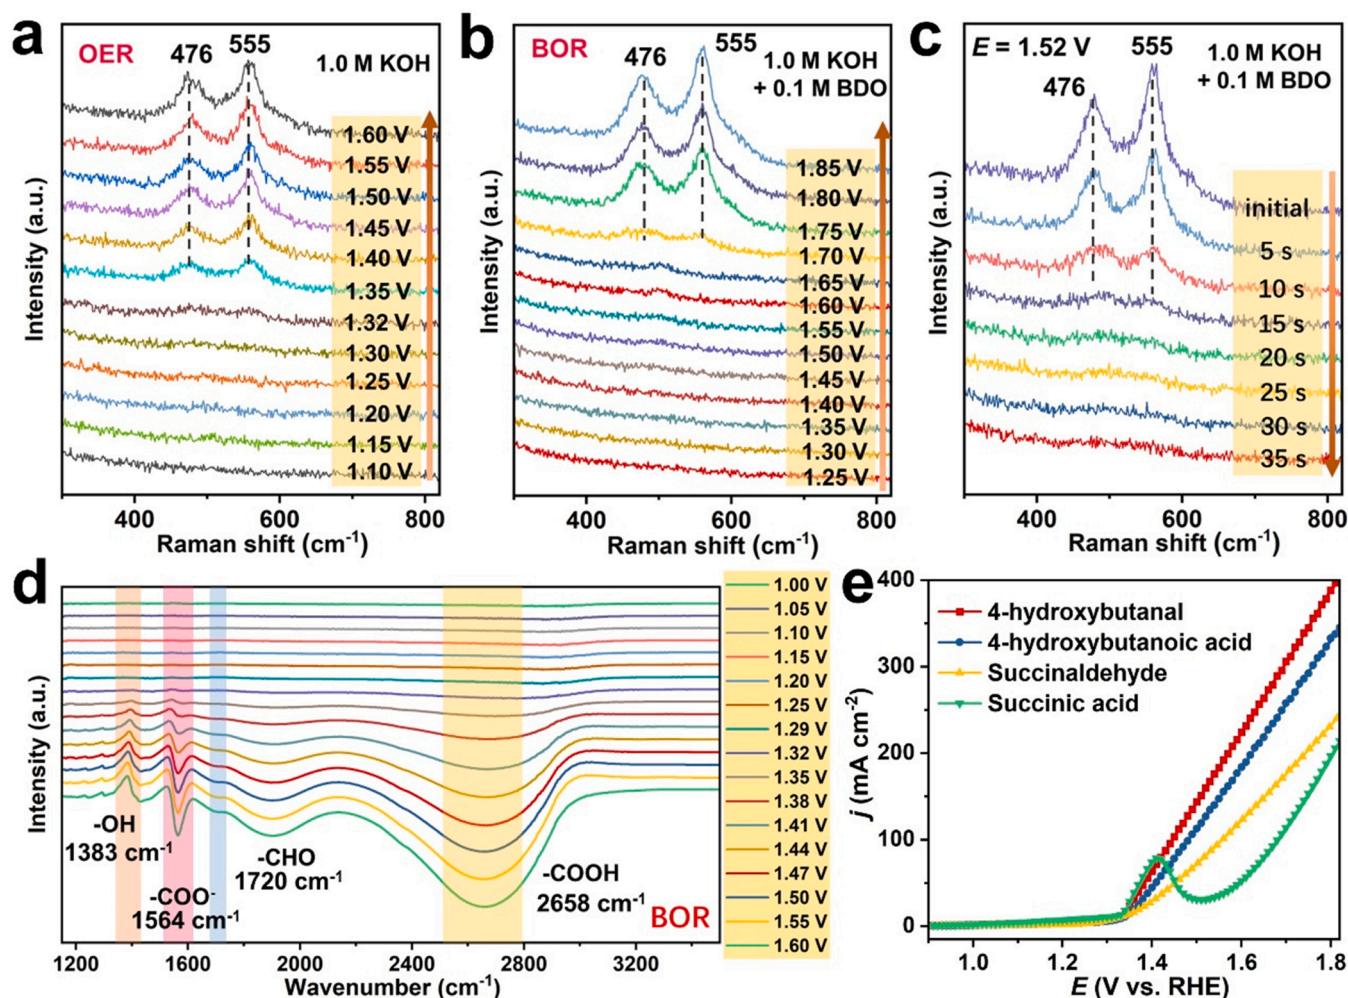 a
OER
476
555
1.0 M KOH
1.60 V
1.55 V
1.50 V
1.45 V
1.40 V
1.35 V
1.32 V
1.30 V
1.25 V
1.20 V
1.15 V
1.10 V
Intensity (a.u.)
400
600
800
Raman shift (cm-1)
b
BOR
476
555
1.0 M KOH
+ 0.1 M BDO
1.85 V
1.80 V
1.75 V
1.70 V
1.65 V
1.60 V
1.55 V
1.50 V
1.45 V
1.40 V
1.35 V
1.30 V
1.25 V
Intensity (a.u.)
400
600
800
Raman shift (cm-1)
c
E = 1.52 V
476
555
1.0 M KOH
+ 0.1 M BDO
initial
5 s
10 s
15 s
20 s
25 s
30 s
35 s
Intensity (a.u.)
400
600
800
Raman shift (cm-1)
d
-OH
1383 cm-1
-COO-
1564 cm-1
-CHO
1720 cm-1
-COOH
2658 cm-1
BOR
1.00 V
1.05 V
1.10 V
1.15 V
1.20 V
1.25 V
1.29 V
1.32 V
1.35 V
1.38 V
1.41 V
1.44 V
1.47 V
1.50 V
1.55 V
1.60 V
Intensity (a.u.)
1200
1600
2000
2400
2800
3200
Wavenumber (cm-1)
e
4-hydroxybutanal
4-hydroxybutanoic acid
Succinaldehyde
Succinic acid
400
300
200
100
0
j (mA cm-2)
1.0
1.2
1.4
1.6
1.8
E (V vs. RHE)